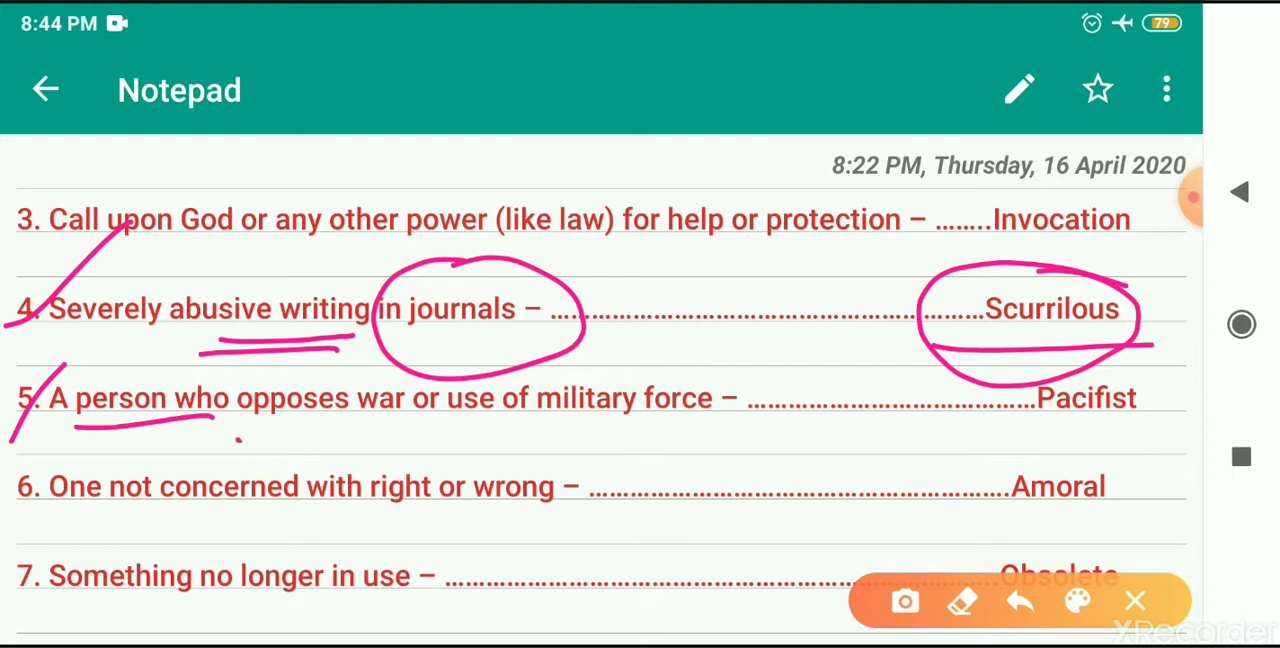 8:44 PM
79
Notepad
8:22 PM, Thursday, 16 April 2020
3. Call upon God or any other power (like law) for help or protection – ……..Invocation
4. Severely abusive writing in journals – ……………………………………………Scurrilous
5. A person who opposes war or use of military force – ……………………………Pacifist
6. One not concerned with right or wrong – …………………………………………….Amoral
7. Something no longer in use – …………………………………………………………..Obsolete
XRecorder